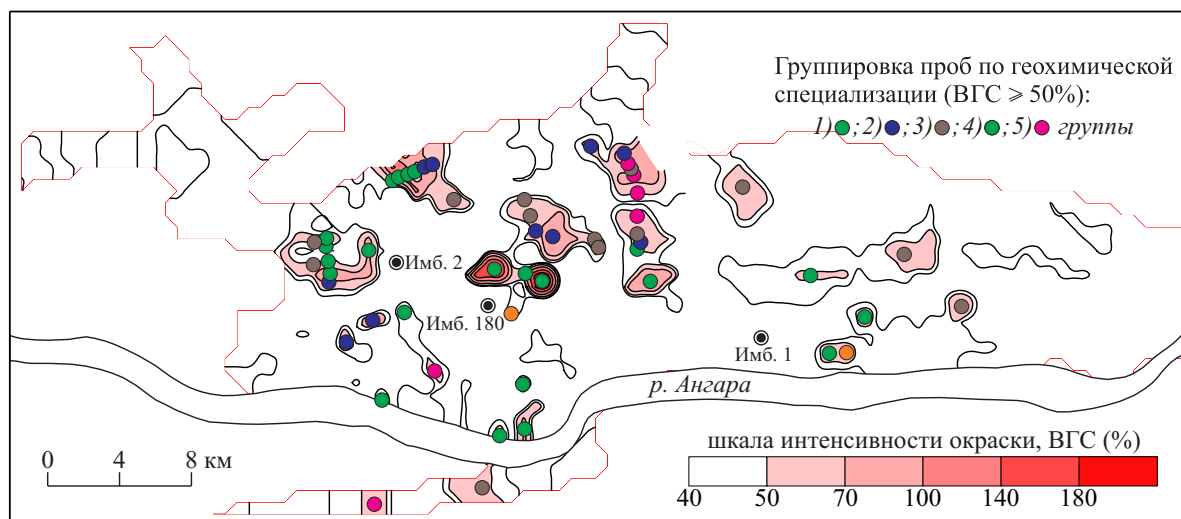 Группировка проб по геохимической
специализации (ВГС ⩾ 50%):
1) ;2) ;3) ;4) ;5) группы
Имб. 2
Имб. 180
Имб. 1
р. Ангара
0 4 8 км
шкала интенсивности окраски, ВГС (%)
40 50 70 100 140 180